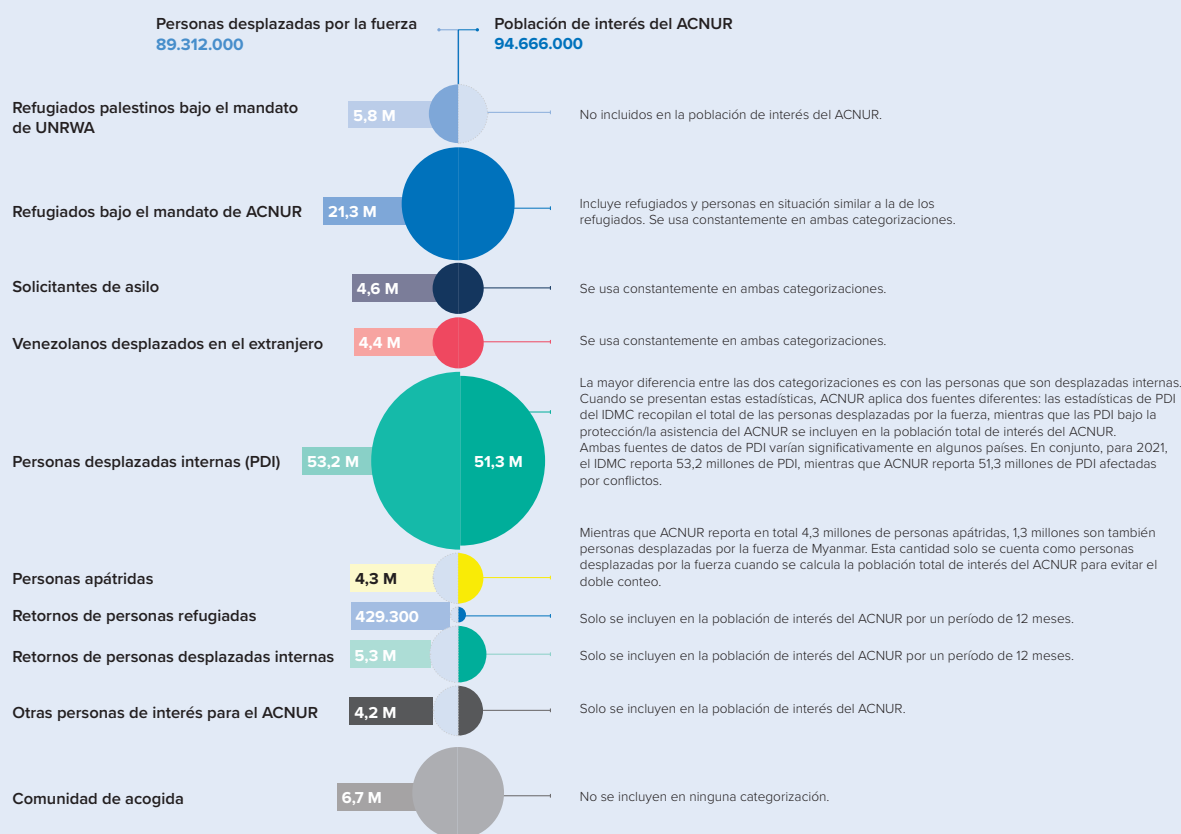 Personas desplazadas por la fuerza
89.312.000
Población de interés del ACNUR
94.666.000
Refugiados palestinos bajo el mandato
de UNRWA
5,8 M
No incluidos en la población de interés del ACNUR.
Refugiados bajo el mandato de ACNUR
21,3 M
Incluye refugiados y personas en situación similar a la de los
refugiados. Se usa constantemente en ambas categorizaciones.
Solicitantes de asilo
4,6 M
Se usa constantemente en ambas categorizaciones.
Venezolanos desplazados en el extranjero
4,4 M
Se usa constantemente en ambas categorizaciones.
Personas desplazadas internas (PDI)
53,2 M
51,3 M
La mayor diferencia entre las dos categorizaciones es con las personas que son desplazadas internas.
Cuando se presentan estas estadísticas, ACNUR aplica dos fuentes diferentes: las estadísticas de PDI
del IDMC recopilan el total de las personas desplazadas por la fuerza, mientras que las PDI bajo la
protección/la asistencia del ACNUR se incluyen en la población total de interés del ACNUR.
Ambas fuentes de datos de PDI varían significativamente en algunos países. En conjunto, para 2021,
el IDMC reporta 53,2 millones de PDI, mientras que ACNUR reporta 51,3 millones de PDI afectadas
por conflictos.
Personas apátridas
4,3 M
Mientras que ACNUR reporta en total 4,3 millones de personas apátridas, 1,3 millones son también
personas desplazadas por la fuerza de Myanmar. Esta cantidad solo se cuenta como personas
desplazadas por la fuerza cuando se calcula la población total de interés del ACNUR para evitar el
doble conteo.
Retornos de personas refugiadas
429.300
Solo se incluyen en la población de interés del ACNUR por un período de 12 meses.
Retornos de personas desplazadas internas
5,3 M
Solo se incluyen en la población de interés del ACNUR por un período de 12 meses.
Otras personas de interés para el ACNUR
4,2 M
Solo se incluyen en la población de interés del ACNUR.
Comunidad de acogida
6,7 M
No se incluyen en ninguna categorización.